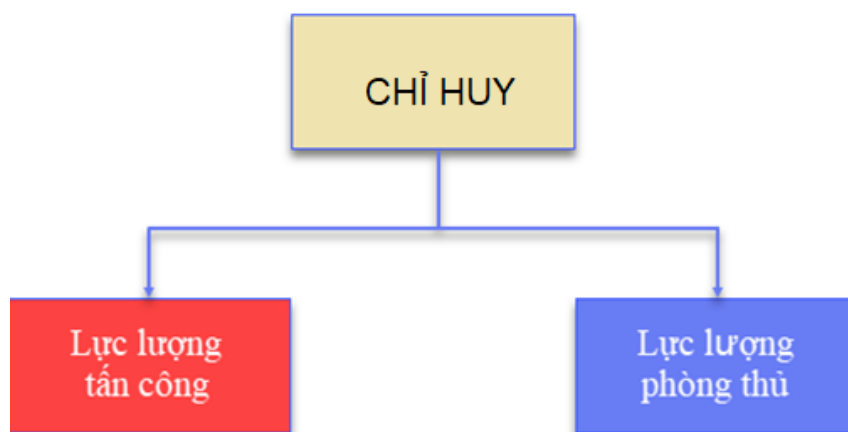 CHỈ HUY
Lực lượng
tấn công
Lực lượng
phòng thủ